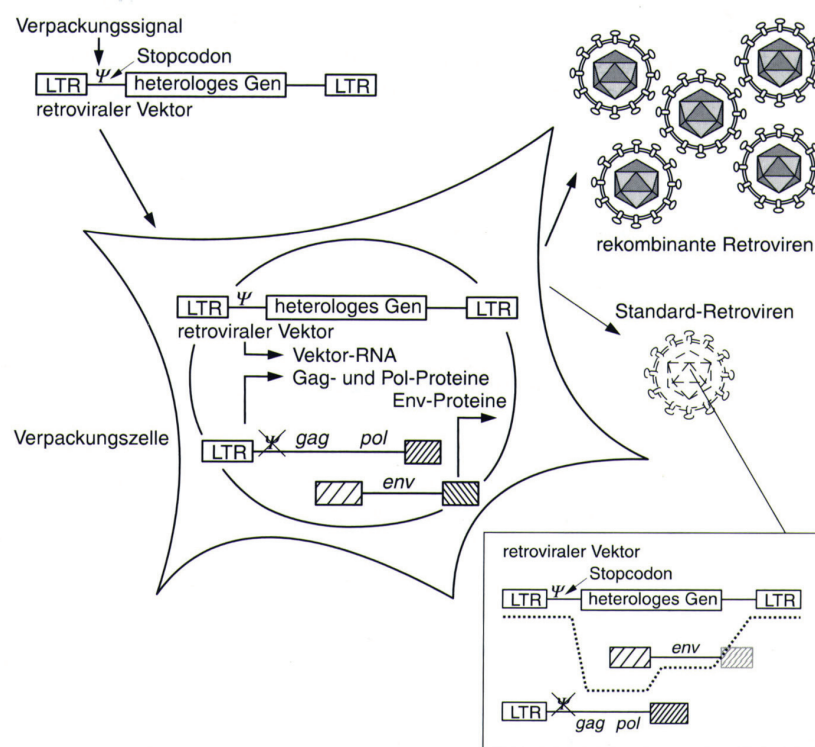 Verpackungssignal
Ψ Stopcodon
LTR heterologes Gen LTR
retroviraler Vektor
rekombinante Retroviren
Standard-Retroviren
Ψ
LTR heterologes Gen LTR
retroviraler Vektor
Vektor-RNA
Gag- und Pol-Proteine
Env-Proteine
Verpackungszelle
LTR Ψ gag pol
env
retroviraler Vektor
Ψ Stopcodon
LTR heterologes Gen LTR
env
Ψ
LTR gag pol